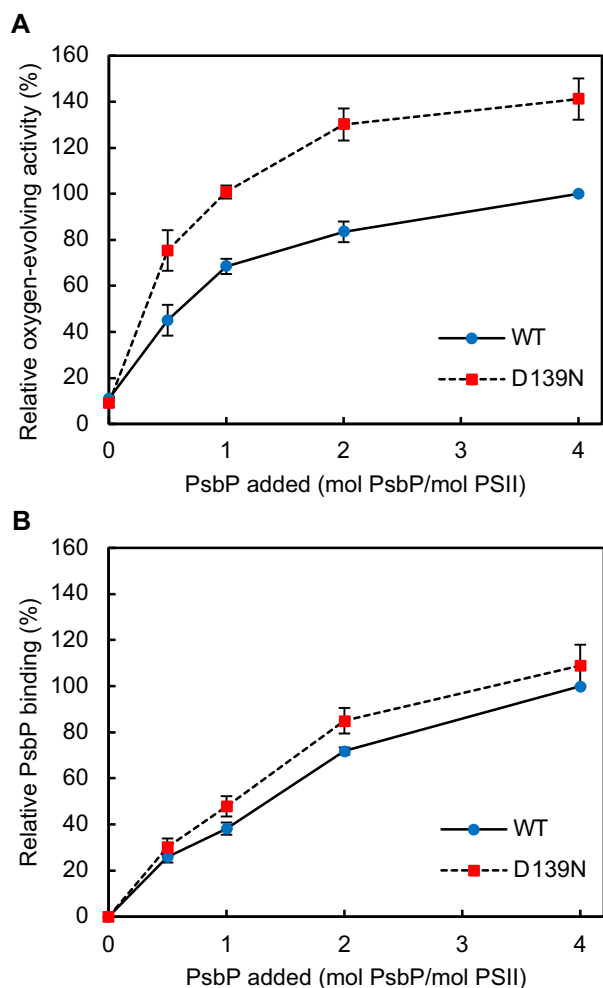 A
Relative oxygen-evolving activity (%)
160
140
120
100
80
60
40
20
0
WT
D139N
0 1 2 3 4
PsbP added (mol PsbP/mol PSII)
B
Relative PsbP binding (%)
160
140
120
100
80
60
40
20
0
WT
D139N
0 1 2 3 4
PsbP added (mol PsbP/mol PSII)